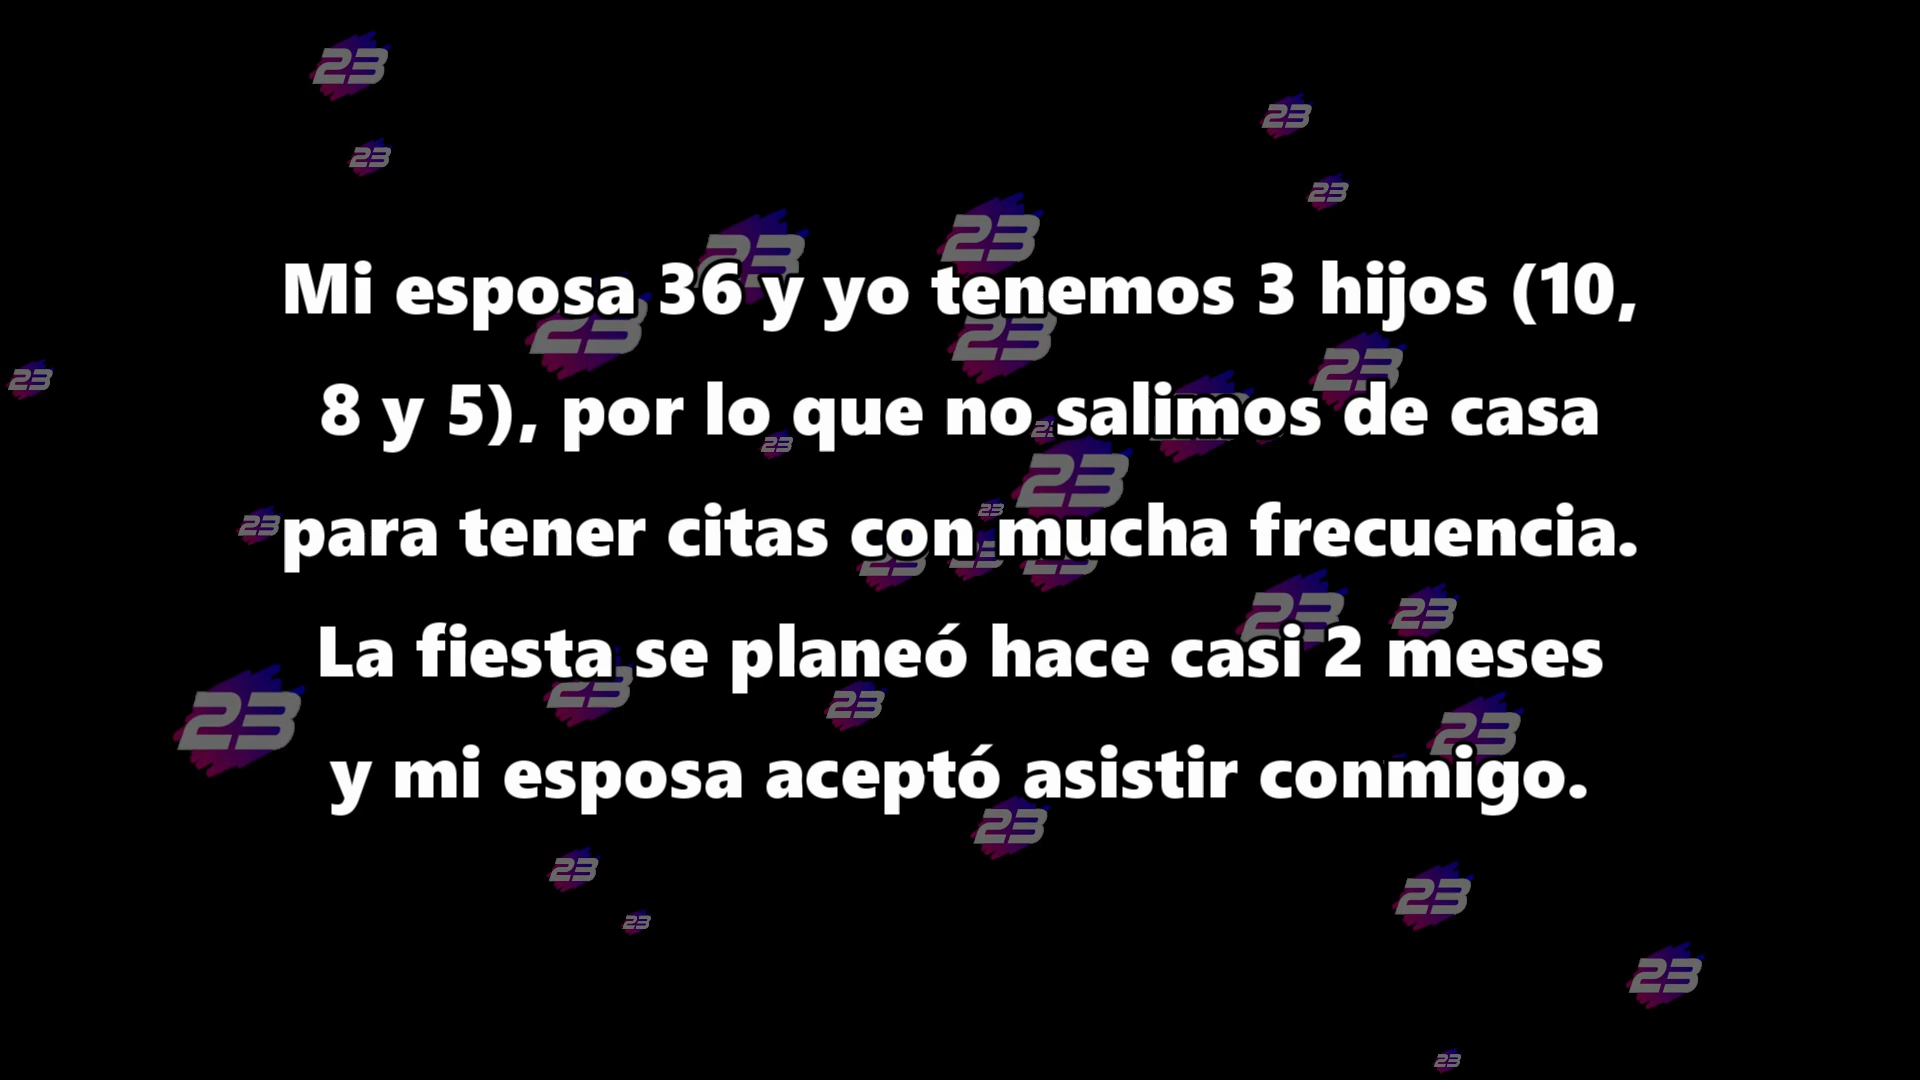 Mi esposa 36 y yo tenemos 3 hijos (10,
8 y 5), por lo que no salimos de casa
para tener citas con mucha frecuencia.
La fiesta se planeó hace casi 2 meses
y mi esposa aceptó asistir conmigo.